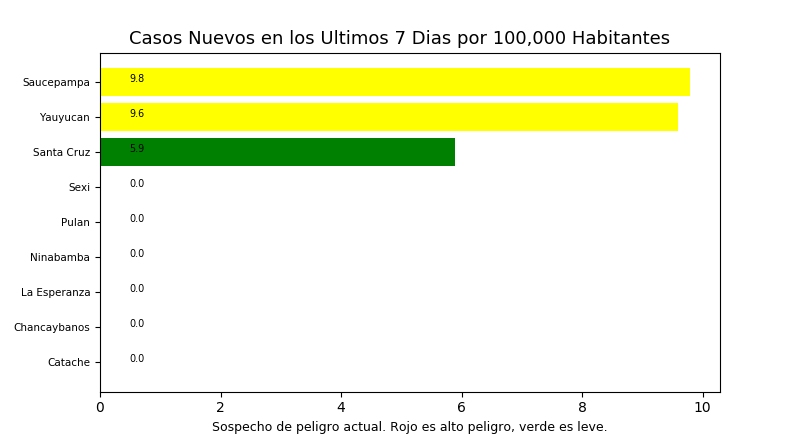 Casos Nuevos en los Ultimos 7 Dias por 100,000 Habitantes
Saucepampa 9.8
Yauyucan 9.6
Santa Cruz 5.9
Sexi 0.0
Pulan 0.0
Ninabamba 0.0
La Esperanza 0.0
Chancaybanos 0.0
Catache 0.0
0 2 4 6 8 10
Sospecho de peligro actual. Rojo es alto peligro, verde es leve.